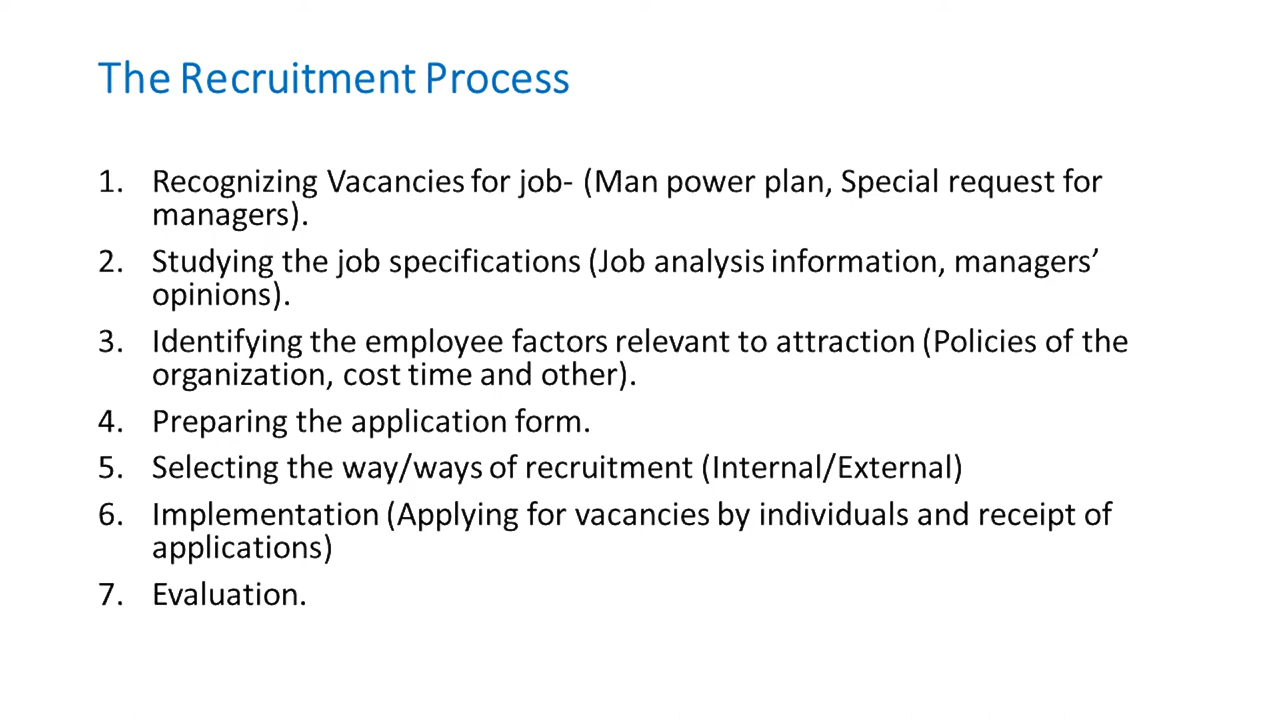 The Recruitment Process
1. Recognizing Vacancies for job- (Man power plan, Special request for
managers).
2. Studying the job specifications (Job analysis information, managers’
opinions).
3. Identifying the employee factors relevant to attraction (Policies of the
organization, cost time and other).
4. Preparing the application form.
5. Selecting the way/ways of recruitment (Internal/External)
6. Implementation (Applying for vacancies by individuals and receipt of
applications)
7. Evaluation.